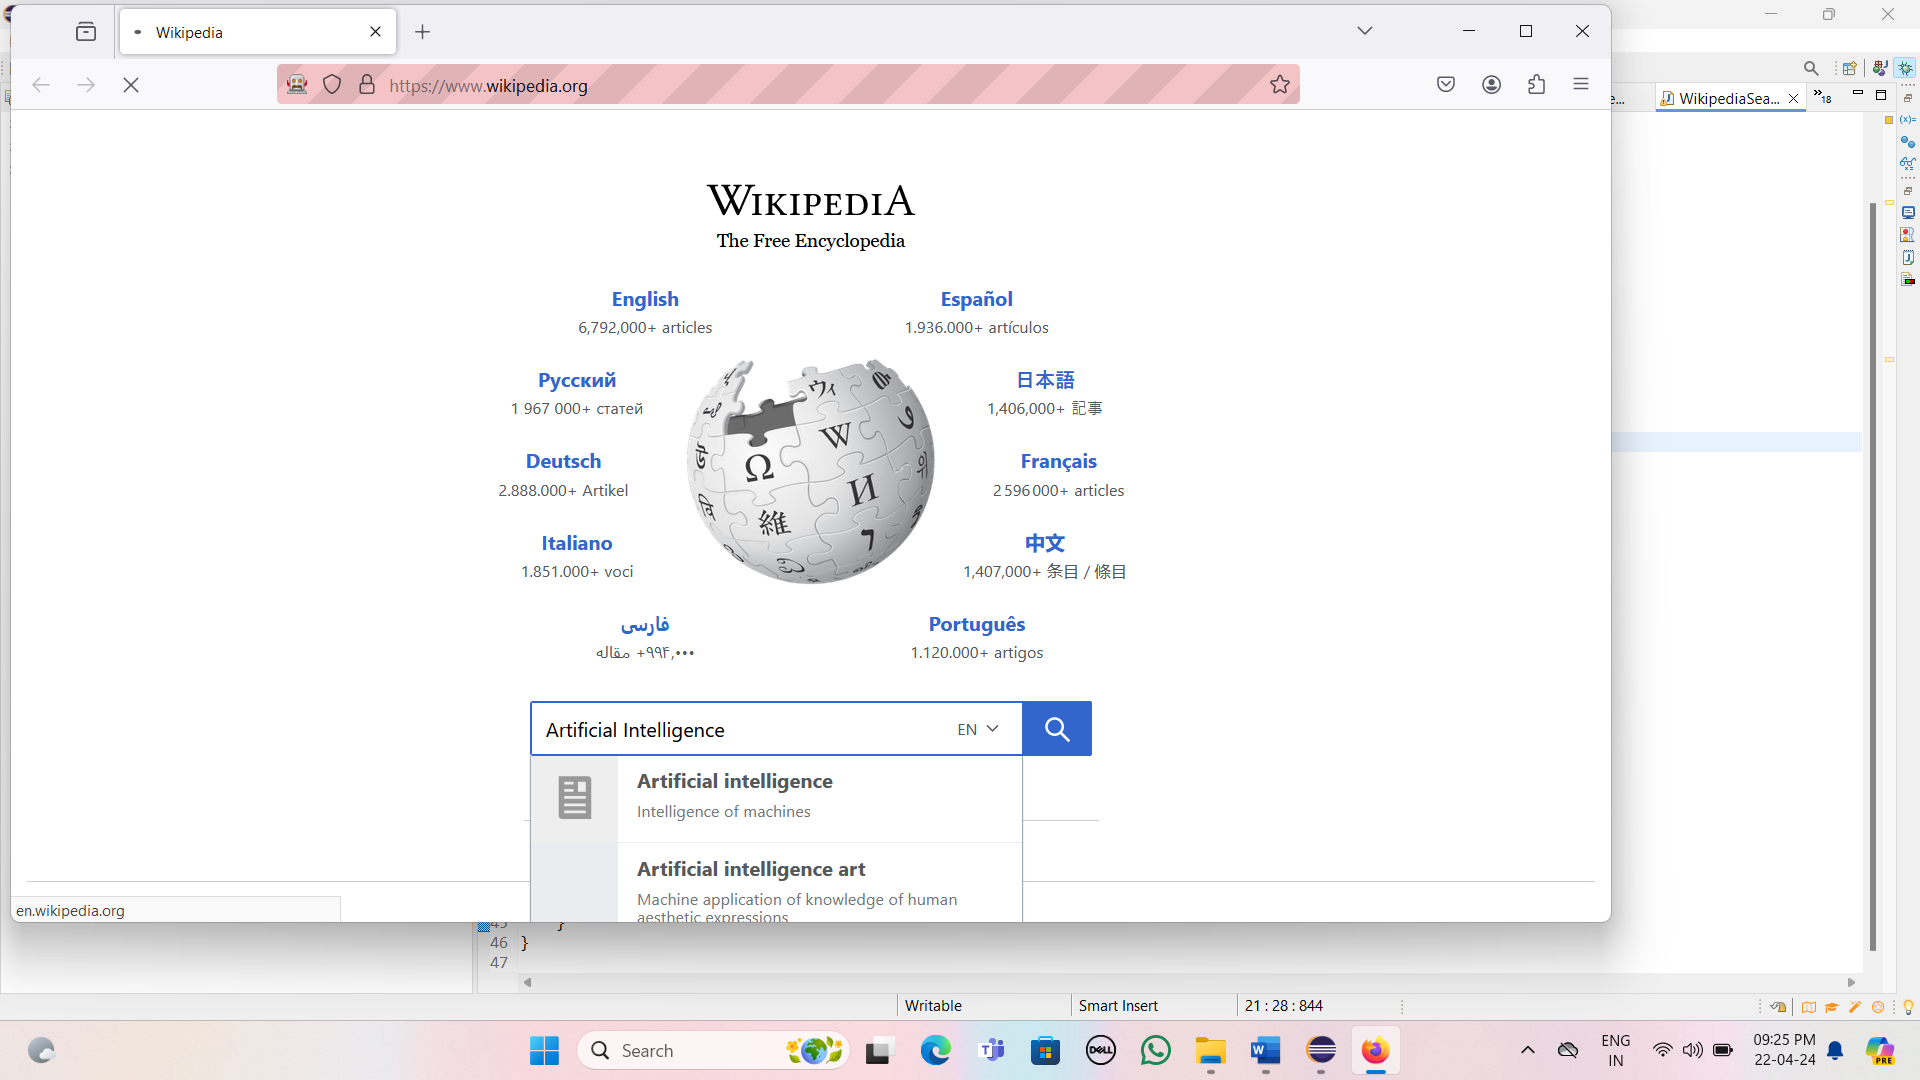 Wikipedia
https://www.wikipedia.org
WIKIPEDIA
The Free Encyclopedia
English
6,792,000+ articles
Español
1.936.000+ artículos
Русский
1 967 000+ статей
日本語
1,406,000+ 記事
Deutsch
2.888.000+ Artikel
Français
2 596 000+ articles
Italiano
1.851.000+ voci
中文
1,407,000+ 条目 / 條目
فارسی
۹۹۴٬۰۰۰+ مقاله
Português
1.120.000+ artigos
Ω W И 維
Artificial Intelligence
EN
Artificial intelligence
Intelligence of machines
Artificial intelligence art
Machine application of knowledge of human
aesthetic expressions
en.wikipedia.org
e...
WikipediaSea...
18
(x)=
45 }
46 }
47
Writable
Smart Insert
21 : 28 : 844
Search
DELL
ENG
IN
09:25 PM
22-04-24
PRE